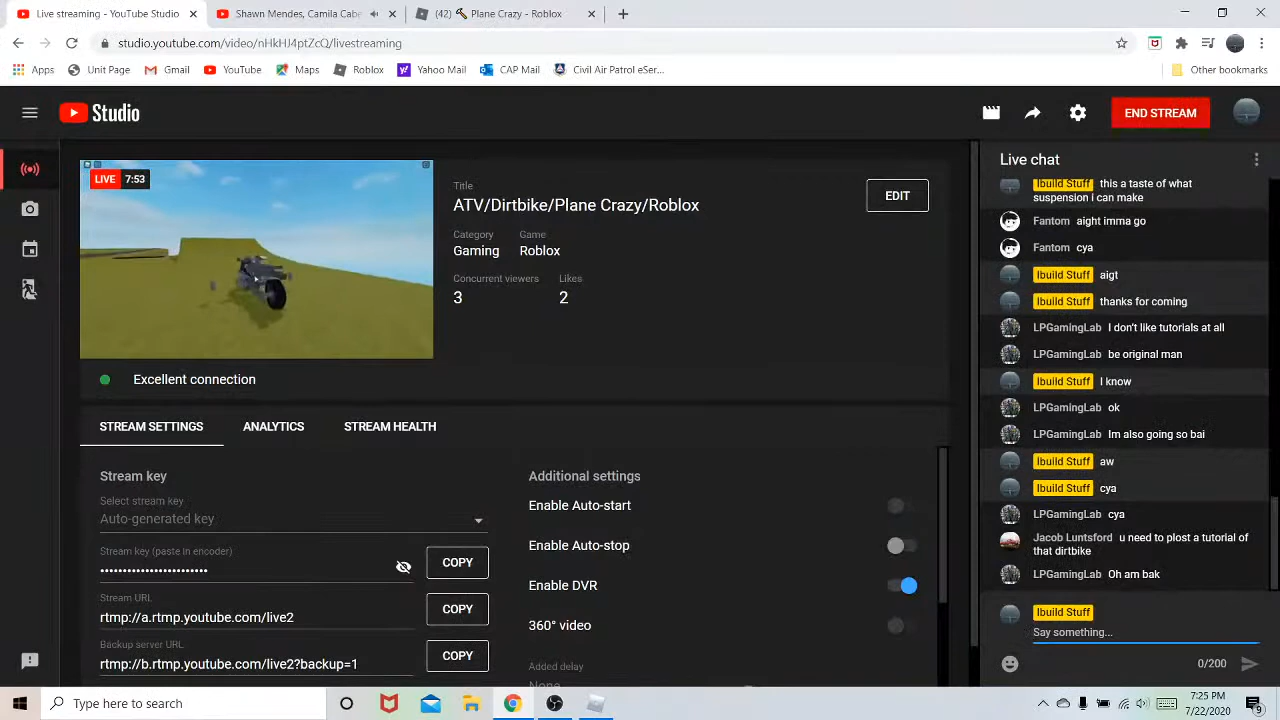 Live streaming - YouTube Studio
Shawn Mendes, Camila Cabe
(42) 🔨 Plane Crazy - Roblox
studio.youtube.com/video/nHkHJ4ptZcQ/livestreaming
Apps
Unit Page
Gmail
YouTube
Maps
Roblox
Yahoo Mail
CAP Mail
Civil Air Patrol eSer...
Other bookmarks
Studio
END STREAM
LIVE 7:53
Title
ATV/Dirtbike/Plane Crazy/Roblox
EDIT
Category
Gaming
Game
Roblox
Concurrent viewers
3
Likes
2
Excellent connection
STREAM SETTINGS
ANALYTICS
STREAM HEALTH
Stream key
Select stream key
Auto-generated key
Stream key (paste in encoder)
••••••••••••••••••••••••
COPY
Stream URL
rtmp://a.rtmp.youtube.com/live2
COPY
Backup server URL
rtmp://b.rtmp.youtube.com/live2?backup=1
COPY
Additional settings
Enable Auto-start
Enable Auto-stop
Enable DVR
360° video
Added delay
None
Live chat
Ibuild Stuff this a taste of what
suspension I can make
Fantom aight imma go
Fantom cya
Ibuild Stuff aigt
Ibuild Stuff thanks for coming
LPGamingLab I don't like tutorials at all
LPGamingLab be original man
Ibuild Stuff I know
LPGamingLab ok
LPGamingLab Im also going so bai
Ibuild Stuff aw
Ibuild Stuff cya
LPGamingLab cya
Jacob Luntsford u need to plost a tutorial of
that dirtbike
LPGamingLab Oh am bak
Ibuild Stuff
Say something...
0/200
Type here to search
7:25 PM
7/22/2020
9